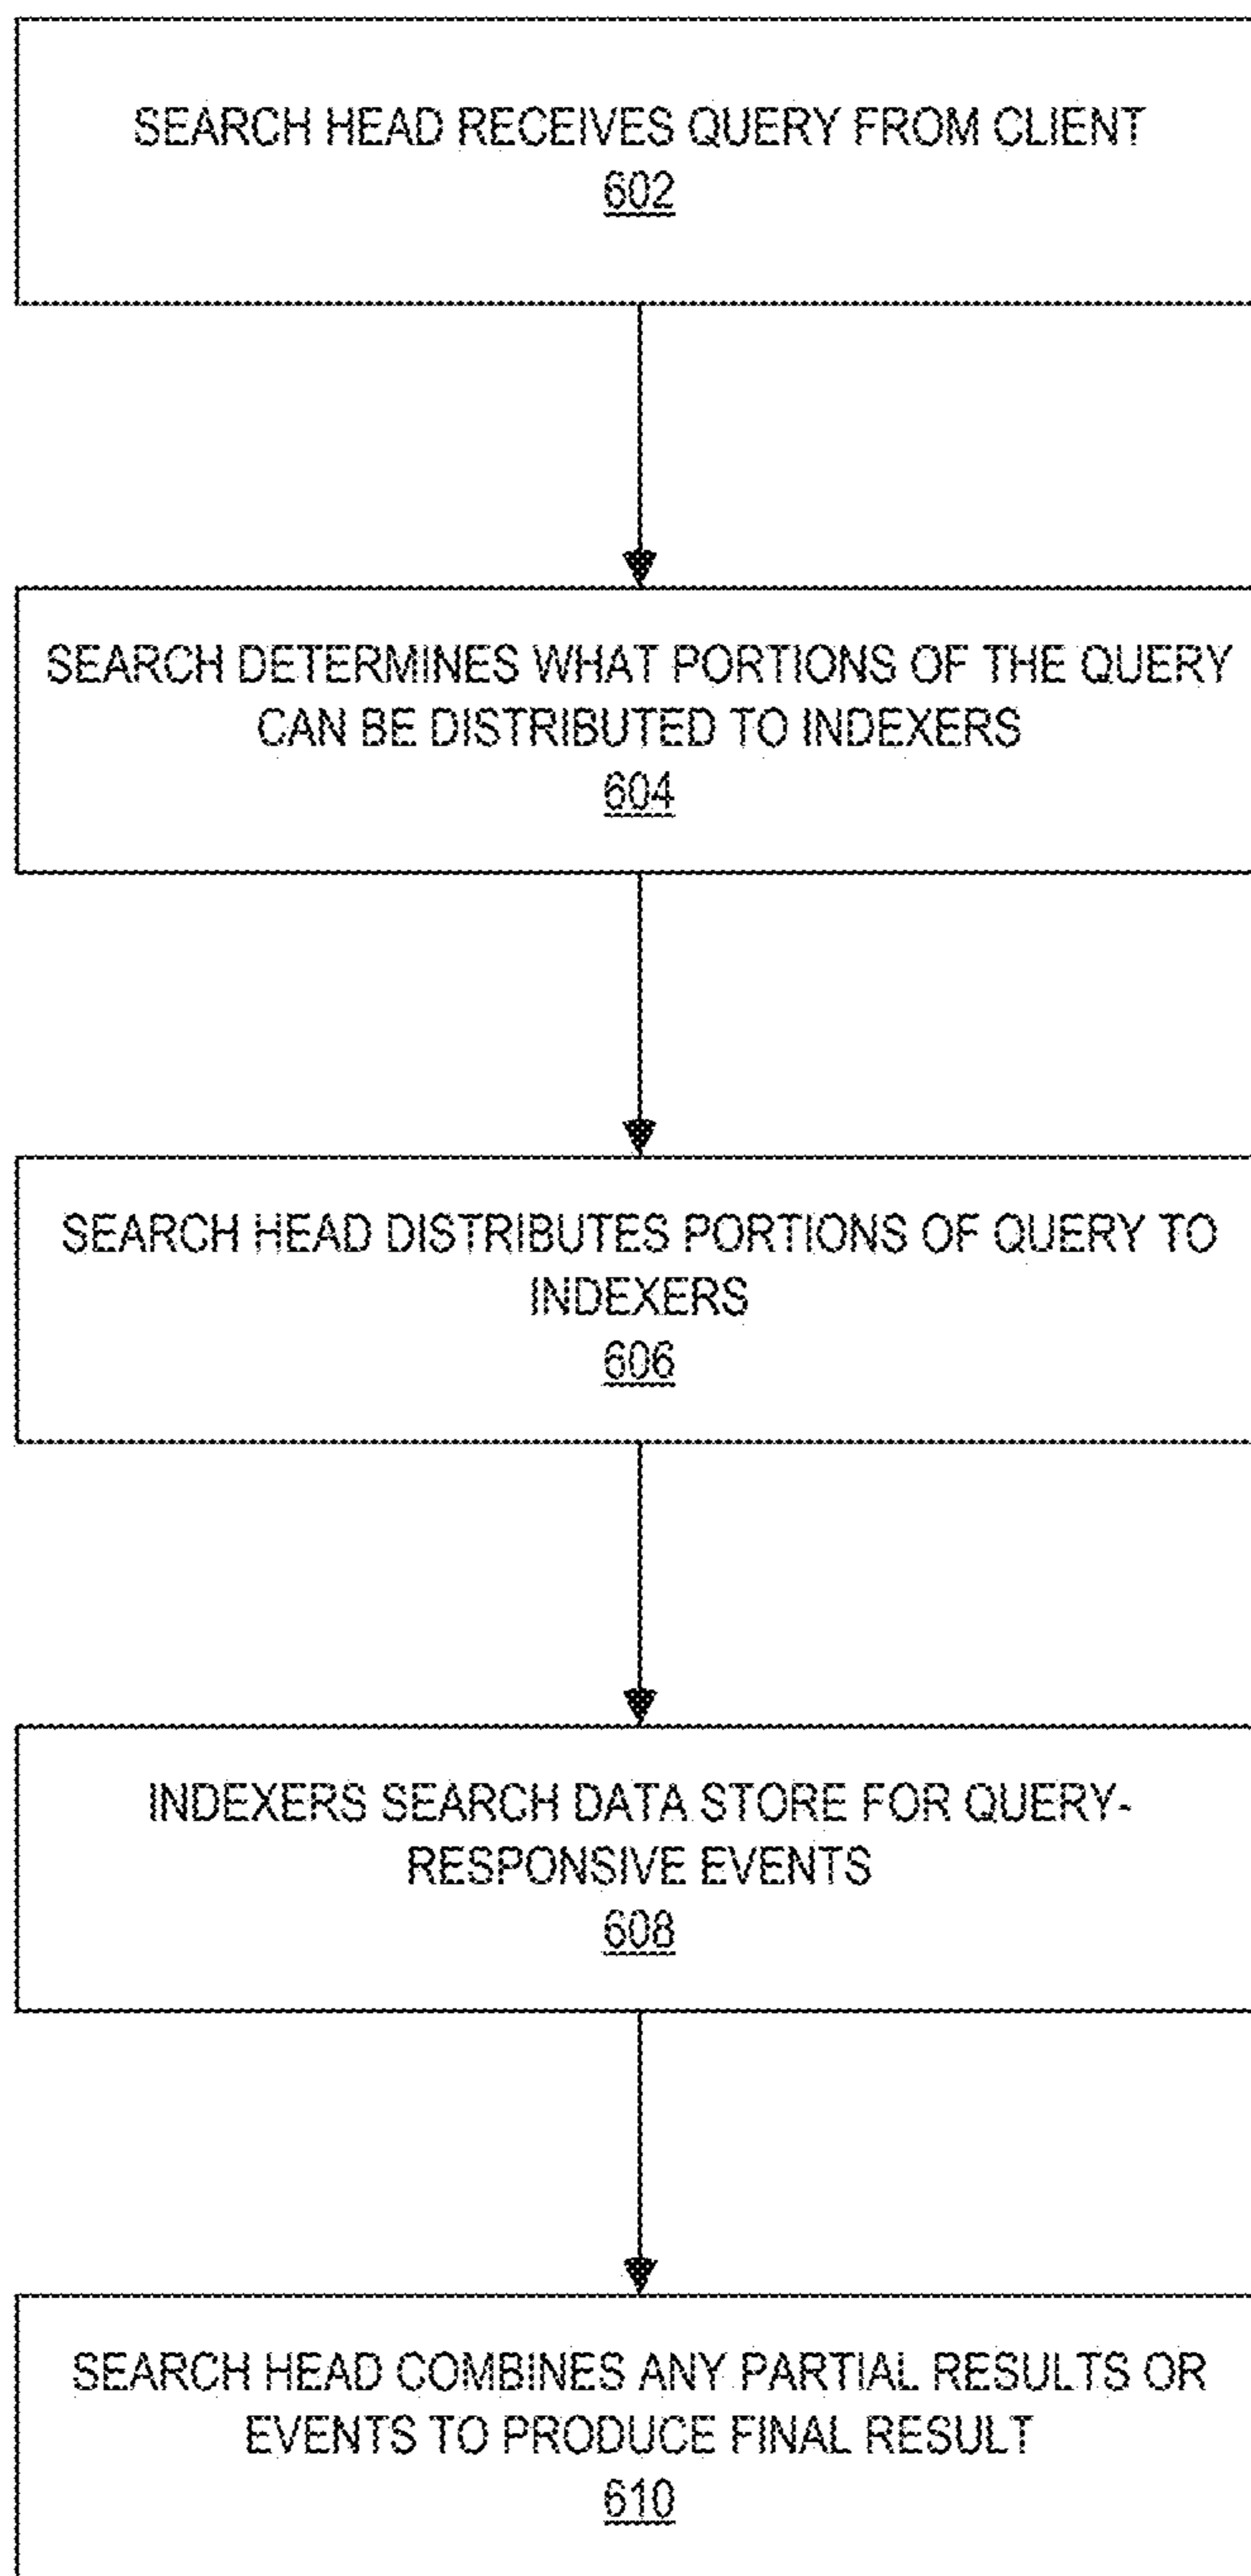 SEARCH HEAD RECEIVES QUERY FROM CLIENT
602
SEARCH DETERMINES WHAT PORTIONS OF THE QUERY
CAN BE DISTRIBUTED TO INDEXERS
604
SEARCH HEAD DISTRIBUTES PORTIONS OF QUERY TO
INDEXERS
606
INDEXERS SEARCH DATA STORE FOR QUERY-
RESPONSIVE EVENTS
608
SEARCH HEAD COMBINES ANY PARTIAL RESULTS OR
EVENTS TO PRODUCE FINAL RESULT
610